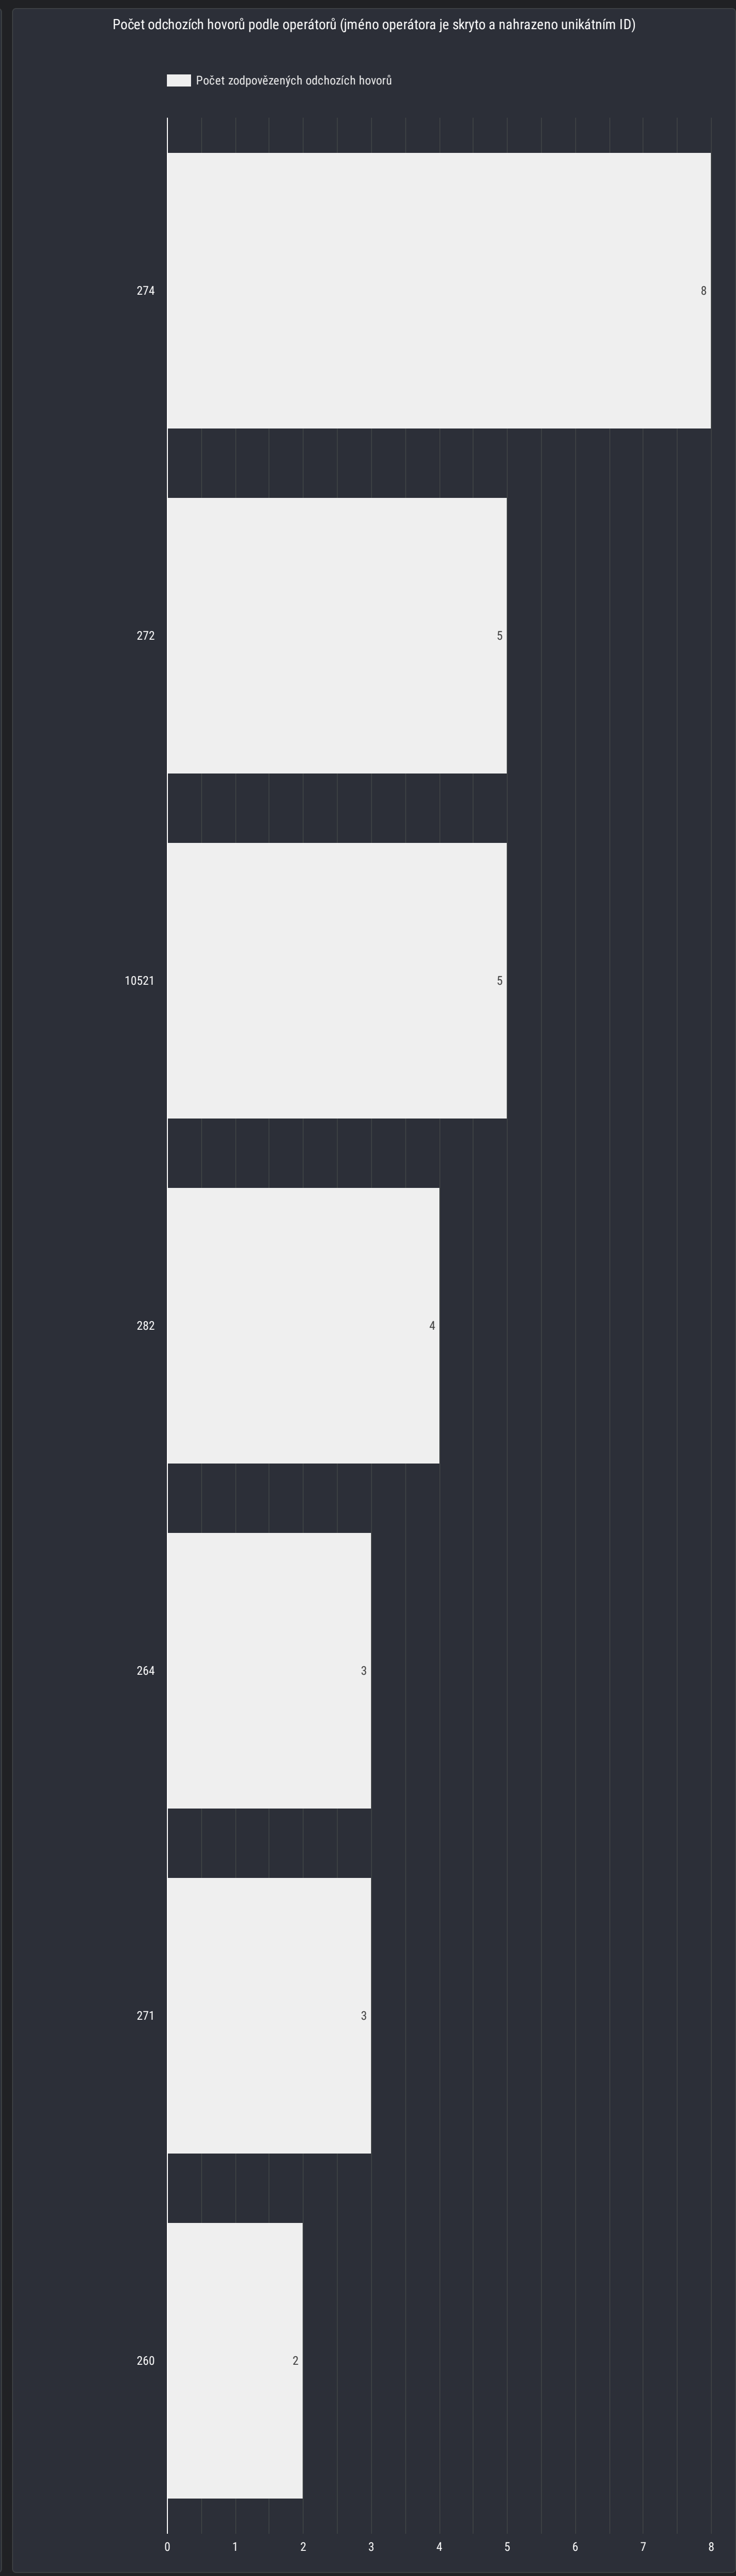 Počet odchozích hovorů podle operátorů (jméno operátora je skryto a nahrazeno unikátním ID)
Počet zodpovězených odchozích hovorů
274 8
272 5
10521 5
282 4
264 3
271 3
260 2
0 1 2 3 4 5 6 7 8